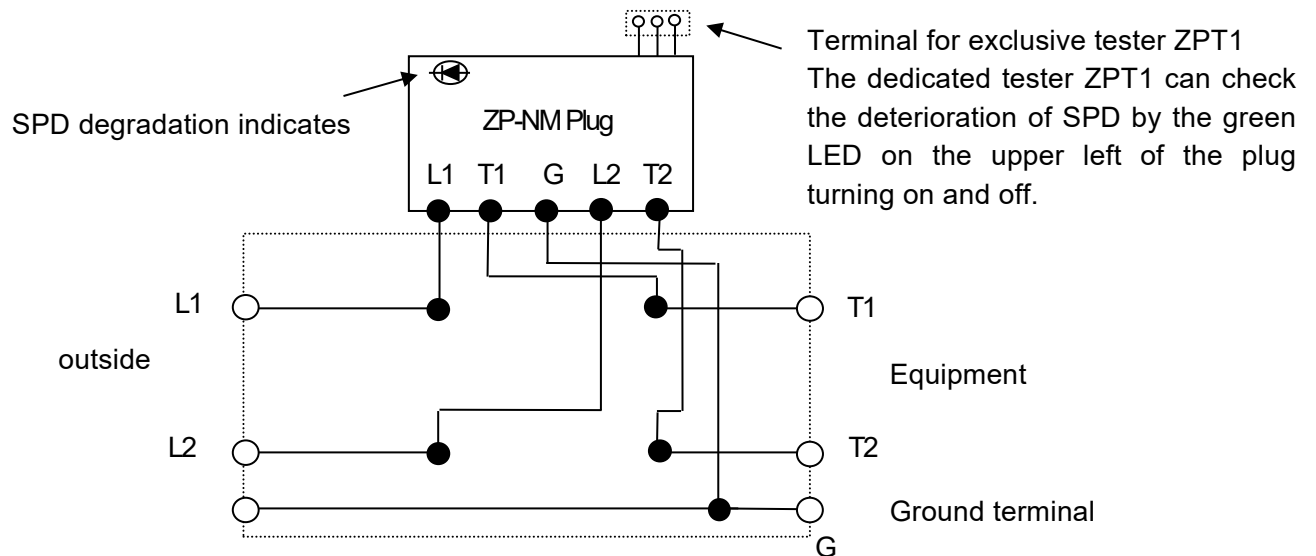 Terminal for exclusive tester ZPT1
The dedicated tester ZPT1 can check
the deterioration of SPD by the green
LED on the upper left of the plug
turning on and off.
SPD degradation indicates
ZP-NM Plug
L1 T1 G L2 T2
L1
T1
outside
Equipment
L2
T2
Ground terminal
G